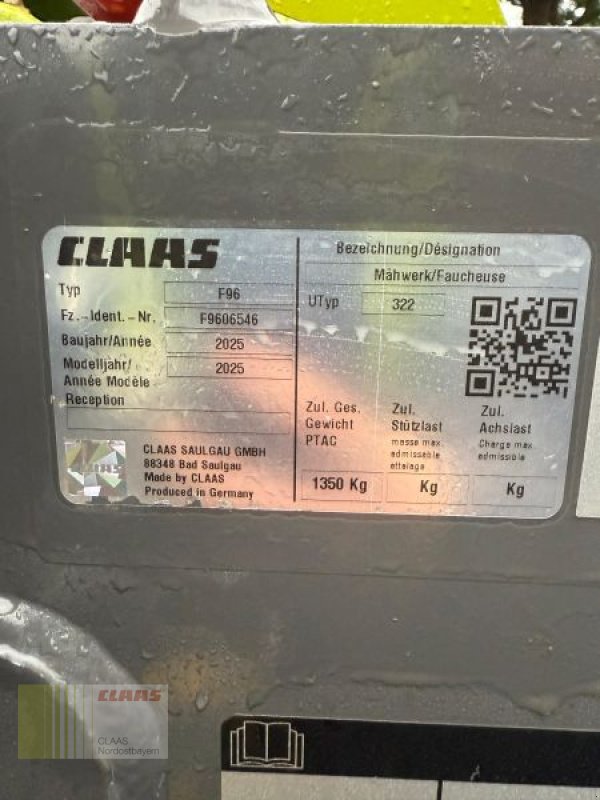 CLAAS
Typ F96
Fz.-Ident.-Nr. F9606546
Baujahr/Année 2025
Modelljahr/ 2025
Année Modèle
Reception
CLAAS
CLAAS SAULGAU GMBH
88348 Bad Saulgau
Made by CLAAS
Produced in Germany
Bezeichnung/Désignation
Mähwerk/Faucheuse
UTyp 322
Zul. Ges.
Gewicht
PTAC
1350 Kg
Zul.
Stützlast
masse max
admissable
attelage
Kg
Zul.
Achslast
Charge max
admissible
Kg
CLAAS
CLAAS
Nordostbayern